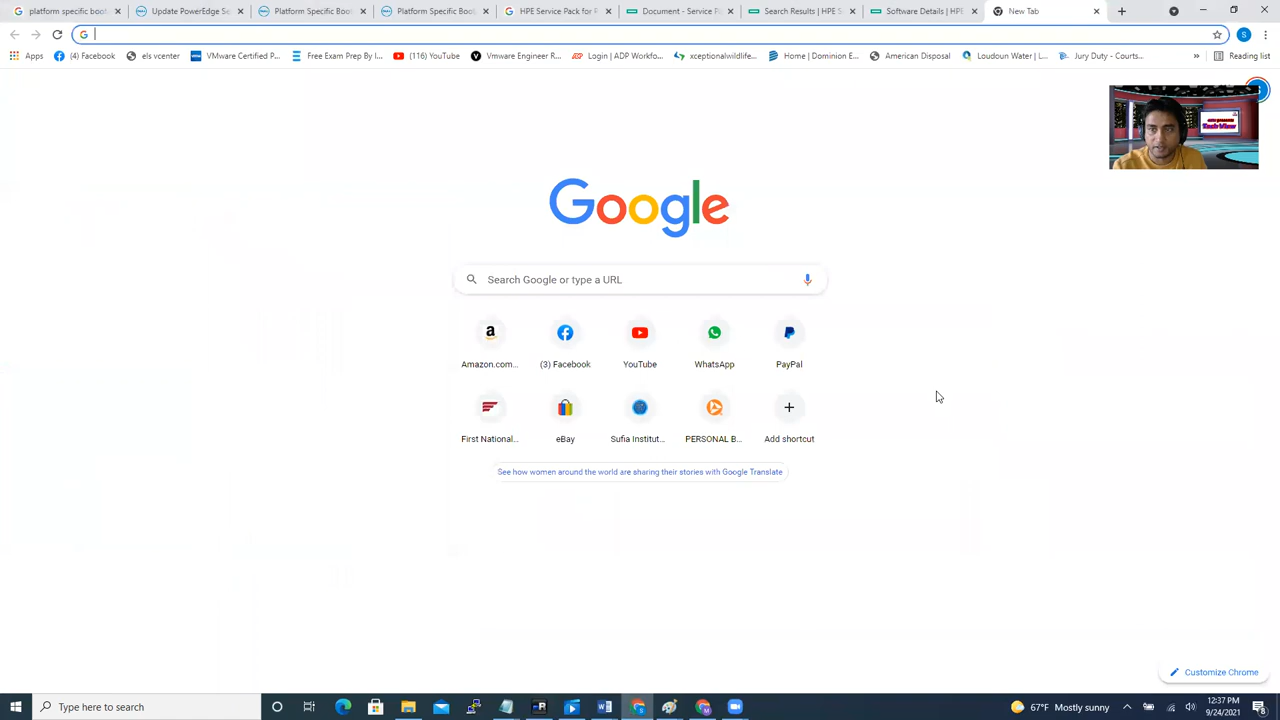 platform specific boot
Update PowerEdge Se
Platform Specific Boot
Platform Specific Boot
HPE Service Pack for P
Document - Service P
Search Results | HPE S
Software Details | HPE
New Tab
Apps
(4) Facebook
els vcenter
VMware Certified P...
Free Exam Prep By I...
(116) YouTube
Vmware Engineer R...
Login | ADP Workfo...
xceptionalwildlife...
Home | Dominion E...
American Disposal
Loudoun Water | L...
Jury Duty - Courts...
»
Reading list
Tech View
Google
Search Google or type a URL
Amazon.com...
(3) Facebook
YouTube
WhatsApp
PayPal
First National...
eBay
Sufia Institut...
PERSONAL B...
Add shortcut
See how women around the world are sharing their stories with Google Translate
Customize Chrome
Type here to search
67°F Mostly sunny
12:37 PM
9/24/2021